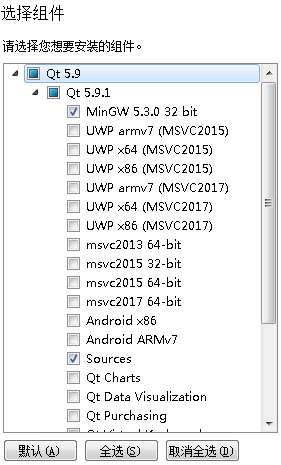 选择组件
请选择您想要安装的组件。
Qt 5.9
Qt 5.9.1
MinGW 5.3.0 32 bit
UWP armv7 (MSVC2015)
UWP x64 (MSVC2015)
UWP x86 (MSVC2015)
UWP armv7 (MSVC2017)
UWP x64 (MSVC2017)
UWP x86 (MSVC2017)
msvc2013 64-bit
msvc2015 32-bit
msvc2015 64-bit
msvc2017 64-bit
Android x86
Android ARMv7
Sources
Qt Charts
Qt Data Visualization
Qt Purchasing
默认(A) 全选(S) 取消全选(D)